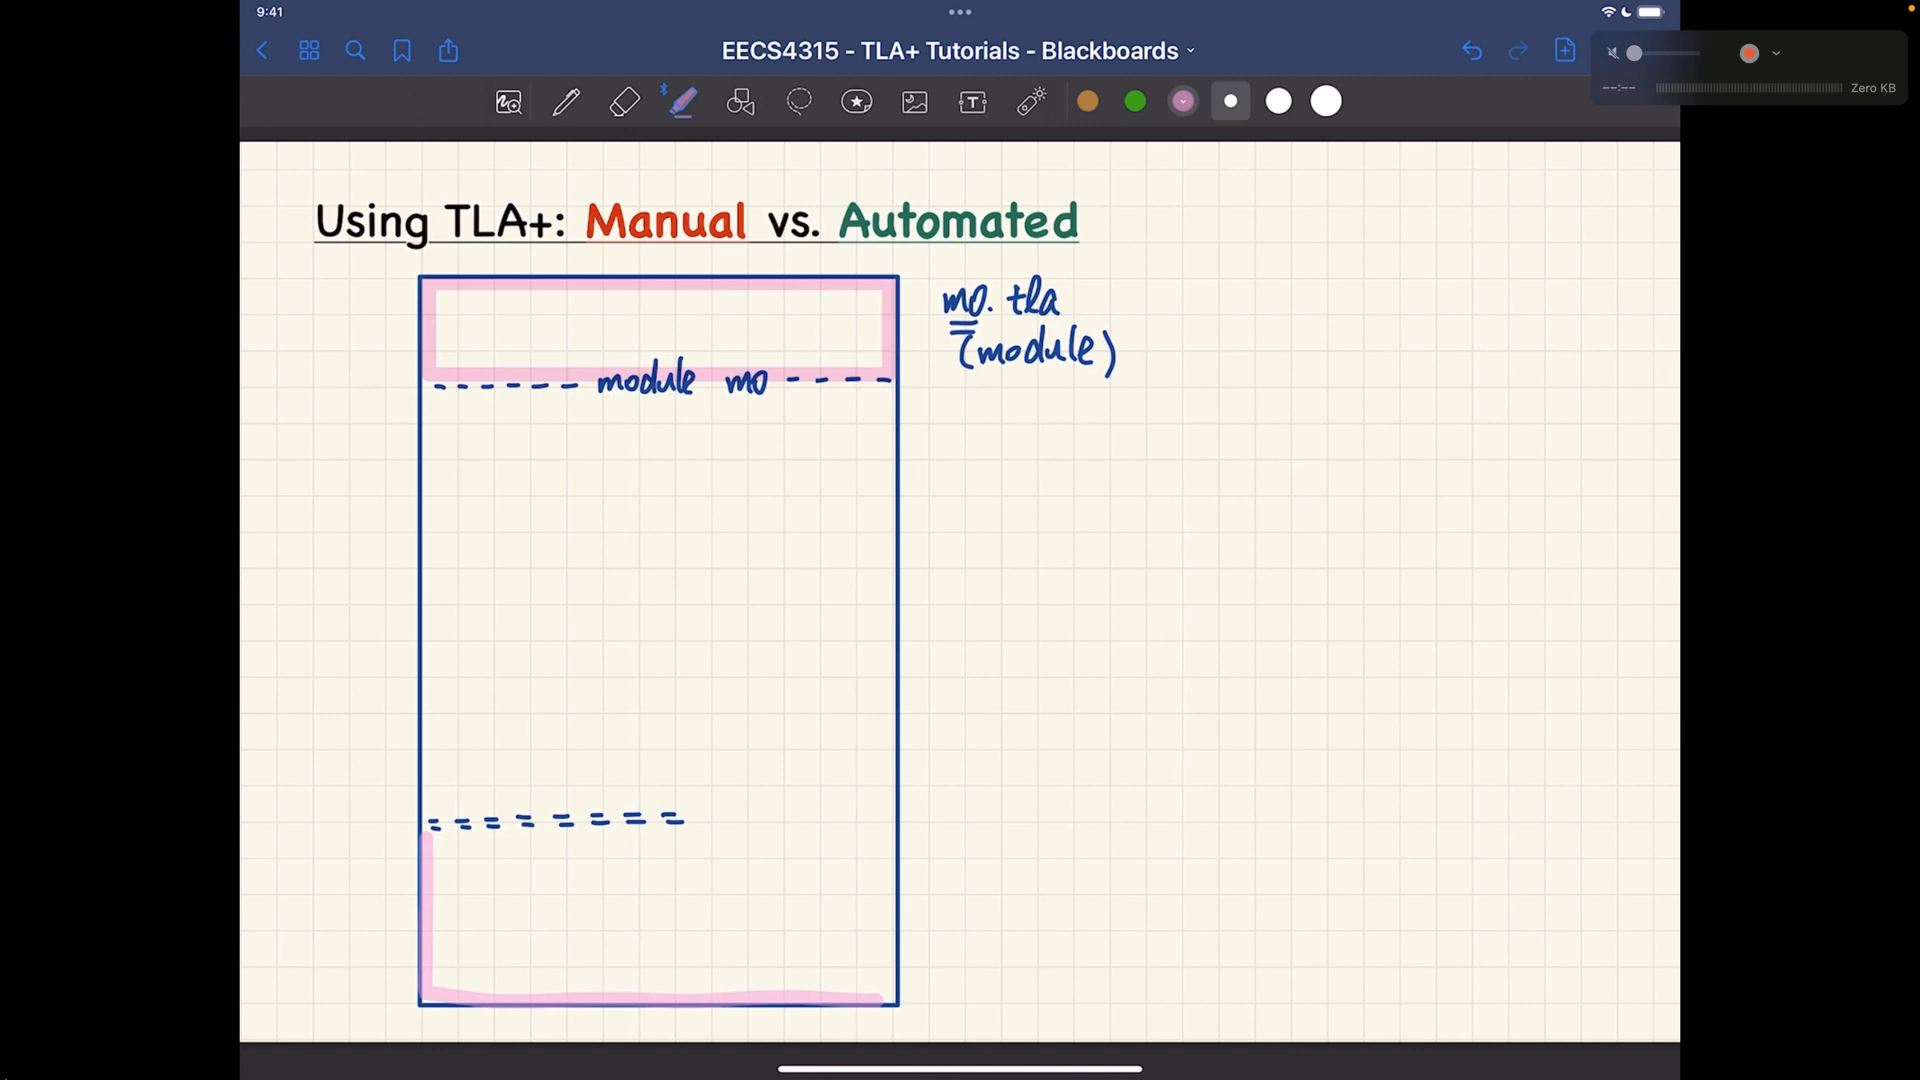 9:41
EECS4315 - TLA+ Tutorials - Blackboards
--:--
Zero KB
Using TLA+: Manual vs. Automated
mo. tla
(module)
------ module mo ----
========